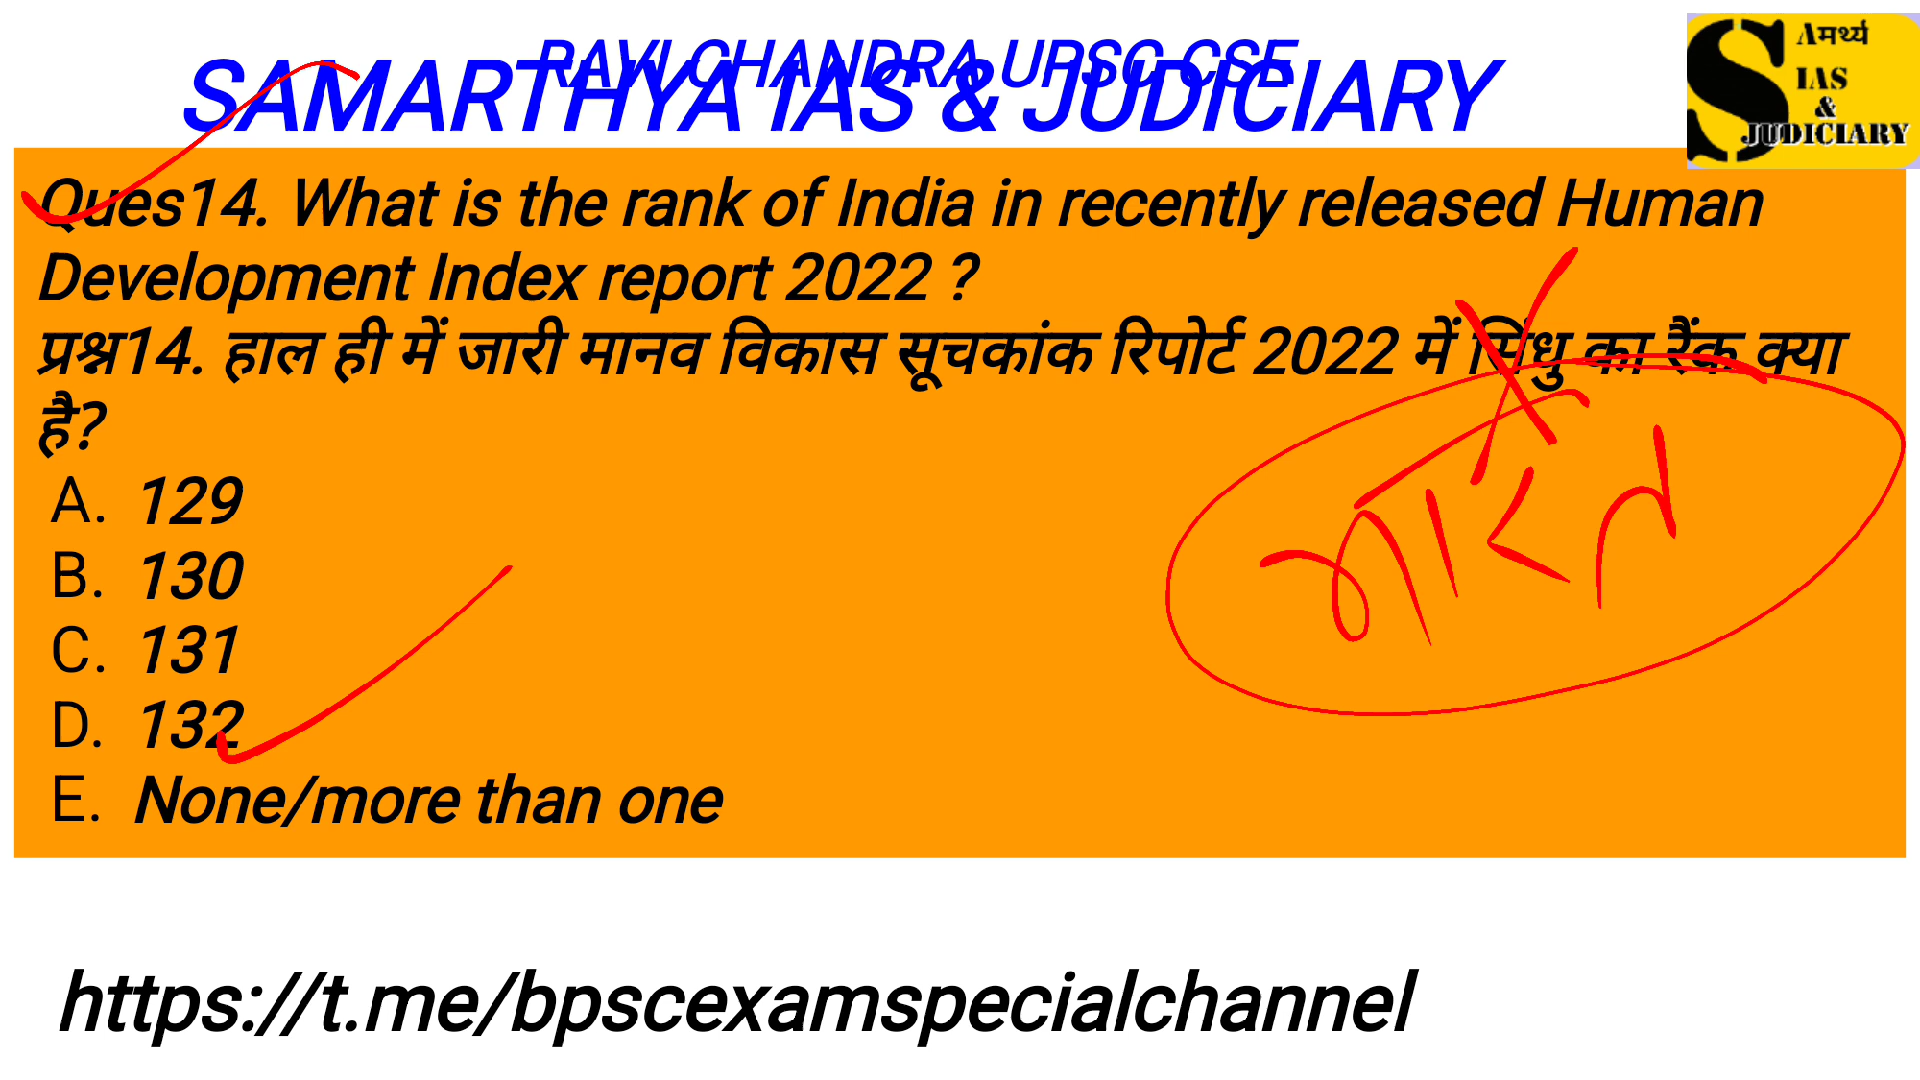 RAVI CHANDRA UPSC CSE
SAMARTHYA IAS & JUDICIARY
Aमर्थ्य
IAS
&
JUDICIARY
Ques14. What is the rank of India in recently released Human
Development Index report 2022 ?
प्रश्न14. हाल ही में जारी मानव विकास सूचकांक रिपोर्ट 2022 में सिंधु का रैंक क्या
है?
भारत
A. 129
B. 130
C. 131
D. 132
E. None/more than one
https://t.me/bpscexamspecialchannel